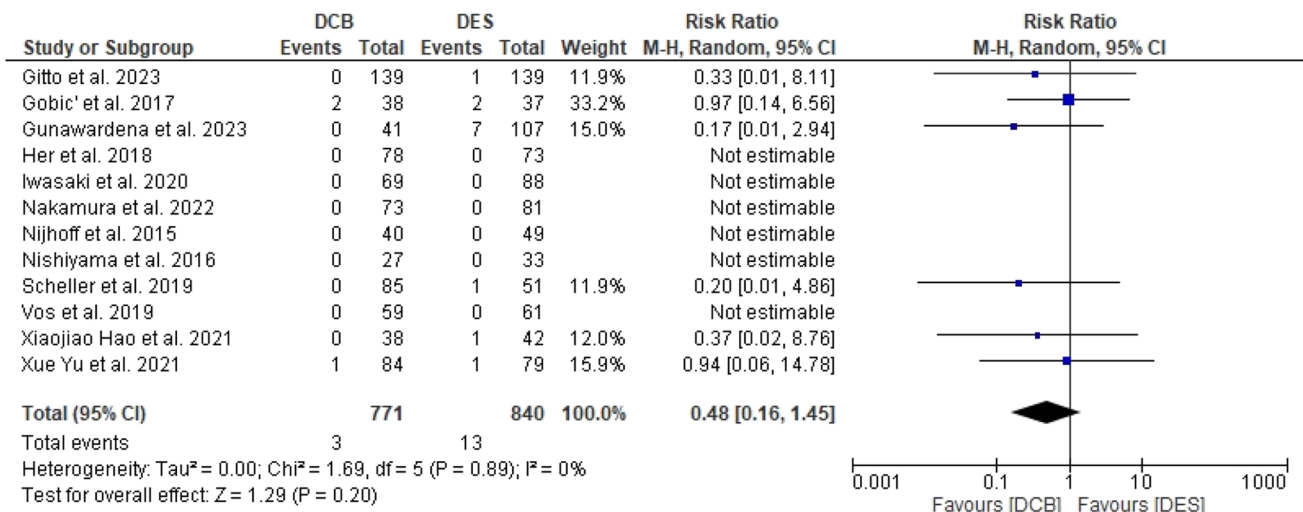 DCB DES Risk Ratio Risk Ratio
Study or Subgroup Events Total Events Total Weight M-H, Random, 95% CI M-H, Random, 95% CI
Gitto et al. 2023 0 139 1 139 11.9% 0.33 [0.01, 8.11]
Gobic' et al. 2017 2 38 2 37 33.2% 0.97 [0.14, 6.56]
Gunawardena et al. 2023 0 41 7 107 15.0% 0.17 [0.01, 2.94]
Her et al. 2018 0 78 0 73 Not estimable
Iwasaki et al. 2020 0 69 0 88 Not estimable
Nakamura et al. 2022 0 73 0 81 Not estimable
Nijhoff et al. 2015 0 40 0 49 Not estimable
Nishiyama et al. 2016 0 27 0 33 Not estimable
Scheller et al. 2019 0 85 1 51 11.9% 0.20 [0.01, 4.86]
Vos et al. 2019 0 59 0 61 Not estimable
Xiaojiao Hao et al. 2021 0 38 1 42 12.0% 0.37 [0.02, 8.76]
Xue Yu et al. 2021 1 84 1 79 15.9% 0.94 [0.06, 14.78]
Total (95% CI) 771 840 100.0% 0.48 [0.16, 1.45]
Total events 3 13
Heterogeneity: Tau² = 0.00; Chi² = 1.69, df = 5 (P = 0.89); I² = 0%
Test for overall effect: Z = 1.29 (P = 0.20)
0.001 0.1 1 10 1000
Favours [DCB] Favours [DES]